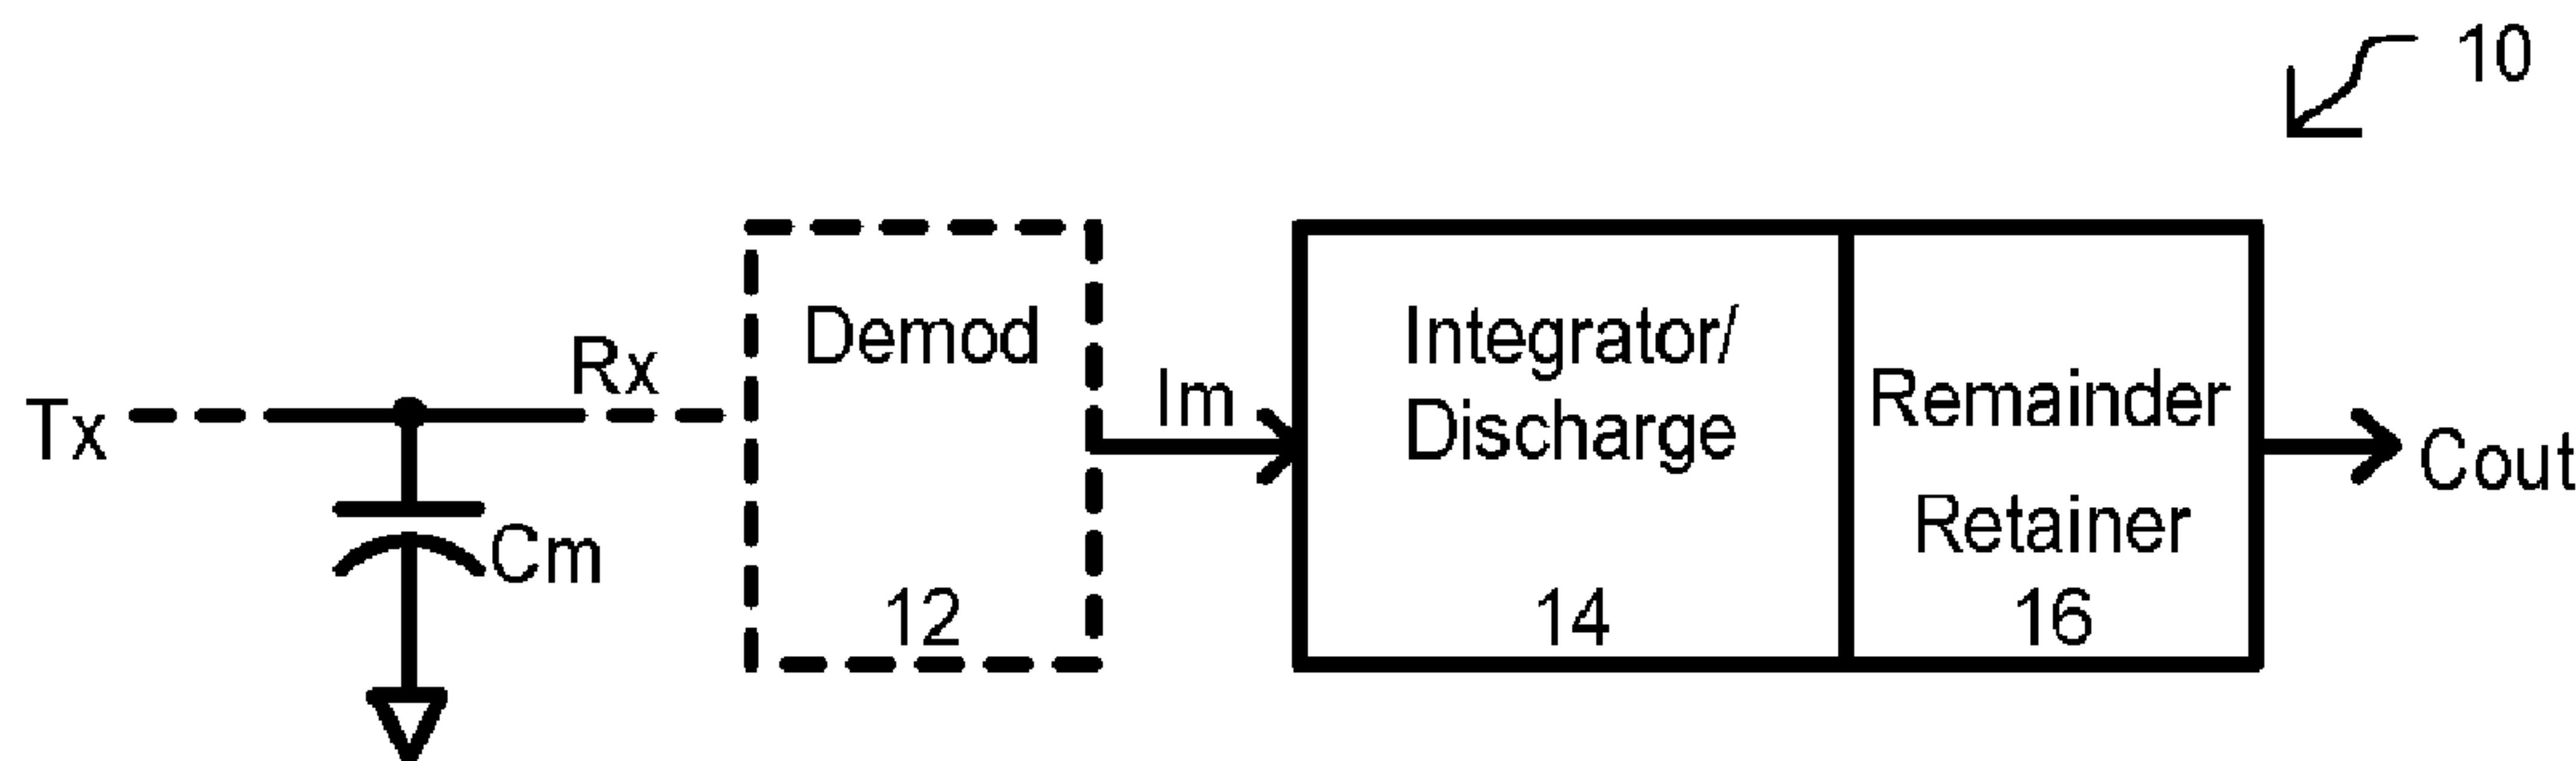 10
Tx
Rx
Cm
Demod
12
Im
Integrator/
Discharge
14
Remainder
Retainer
16
Cout